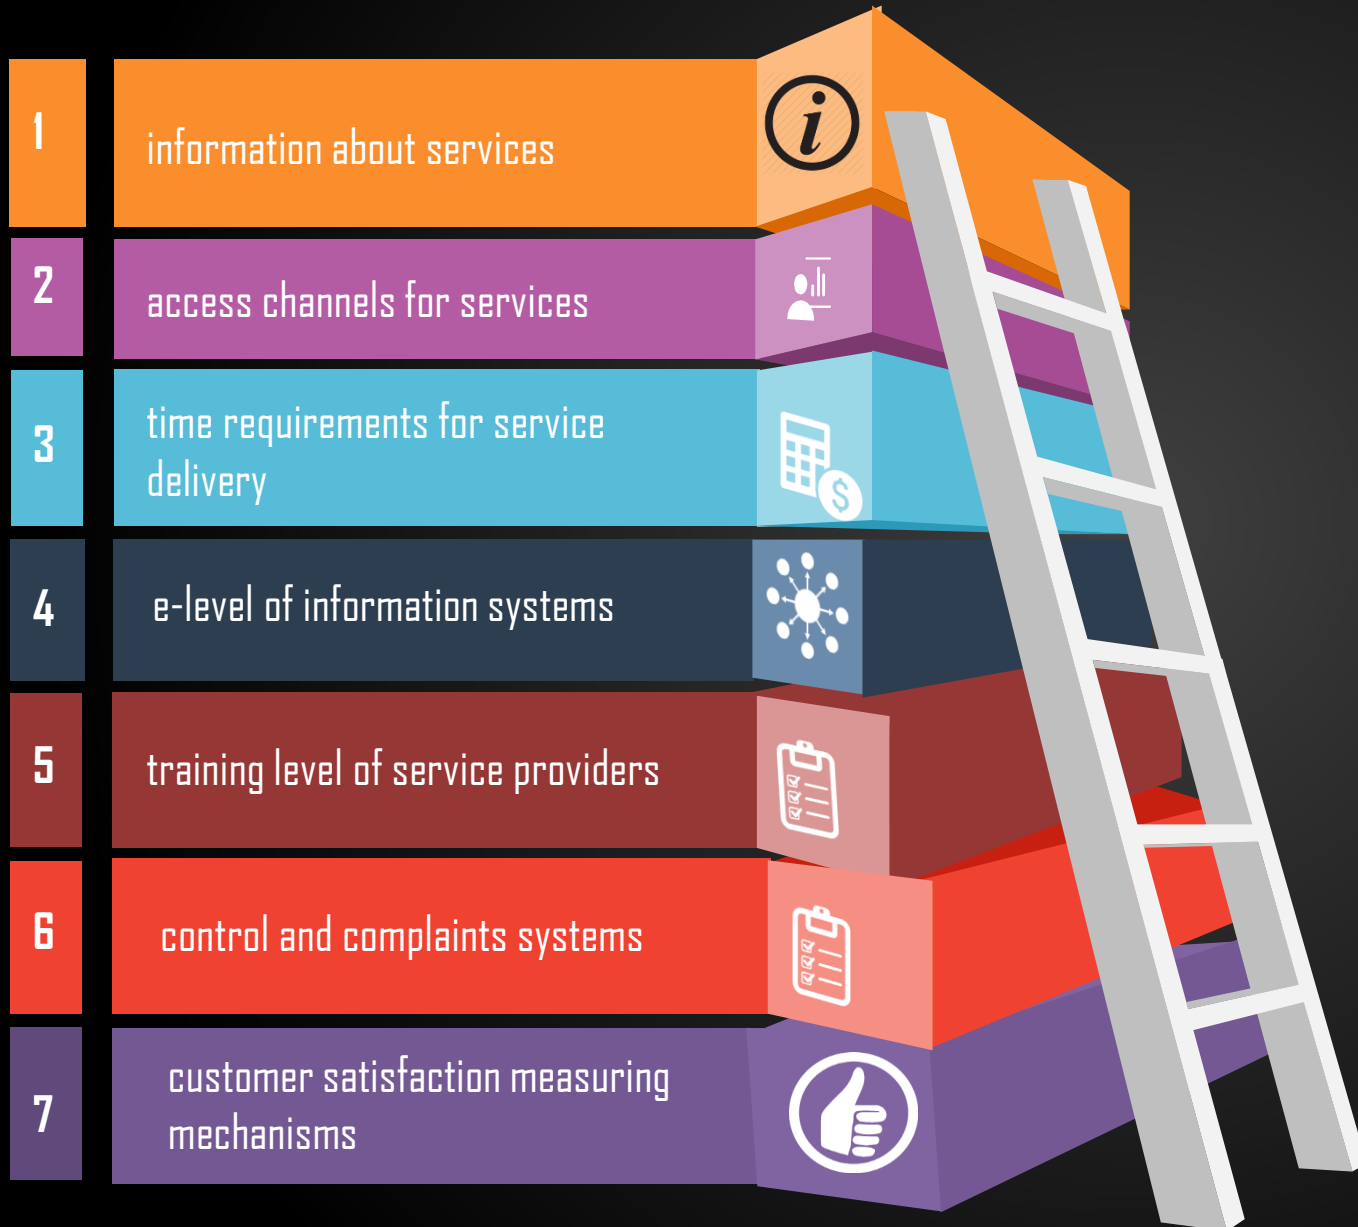 1
information about services
2
access channels for services
3
time requirements for service
delivery
4
e-level of information systems
5
training level of service providers
6
control and complaints systems
7
customer satisfaction measuring
mechanisms
i
$